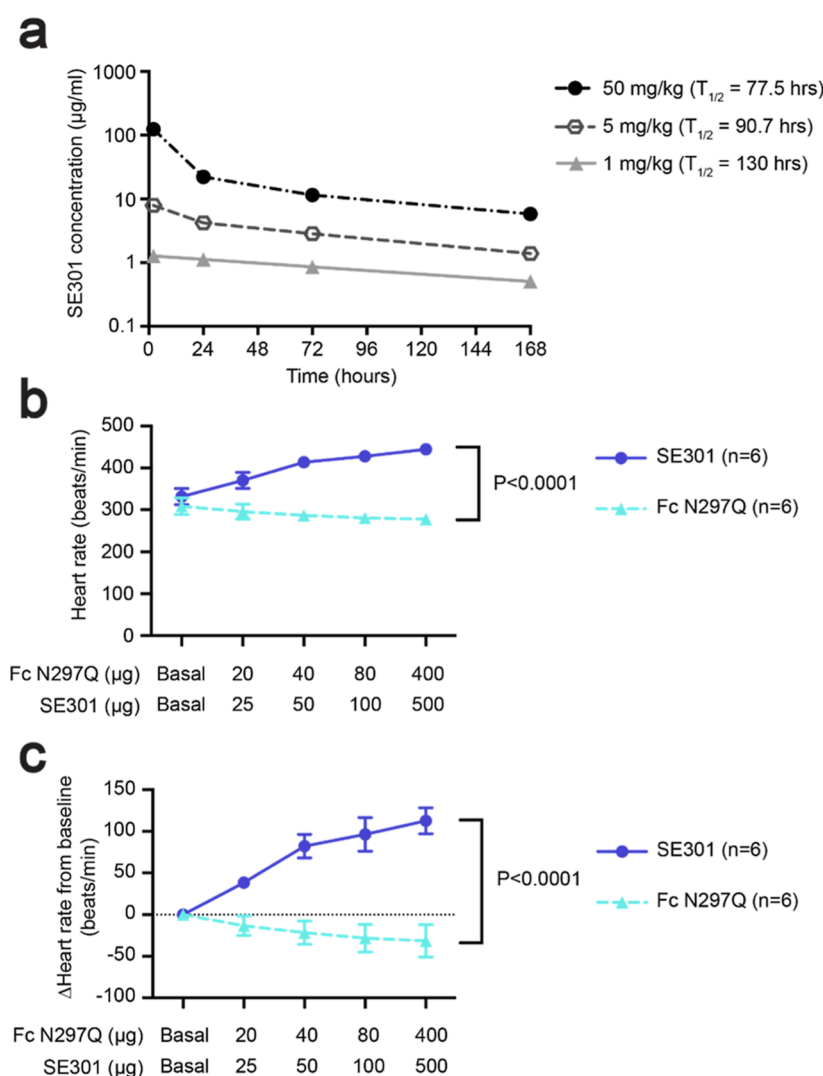 a
1000
100
10
1
0.1
SE301 concentration (µg/ml)
0 24 48 72 96 120 144 168
Time (hours)
50 mg/kg (T1/2 = 77.5 hrs)
5 mg/kg (T1/2 = 90.7 hrs)
1 mg/kg (T1/2 = 130 hrs)
b
500
400
300
200
100
0
Heart rate (beats/min)
P<0.0001
SE301 (n=6)
Fc N297Q (n=6)
Fc N297Q (µg) Basal 20 40 80 400
SE301 (µg) Basal 25 50 100 500
c
150
100
50
0
-50
-100
ΔHeart rate from baseline
(beats/min)
P<0.0001
SE301 (n=6)
Fc N297Q (n=6)
Fc N297Q (µg) Basal 20 40 80 400
SE301 (µg) Basal 25 50 100 500